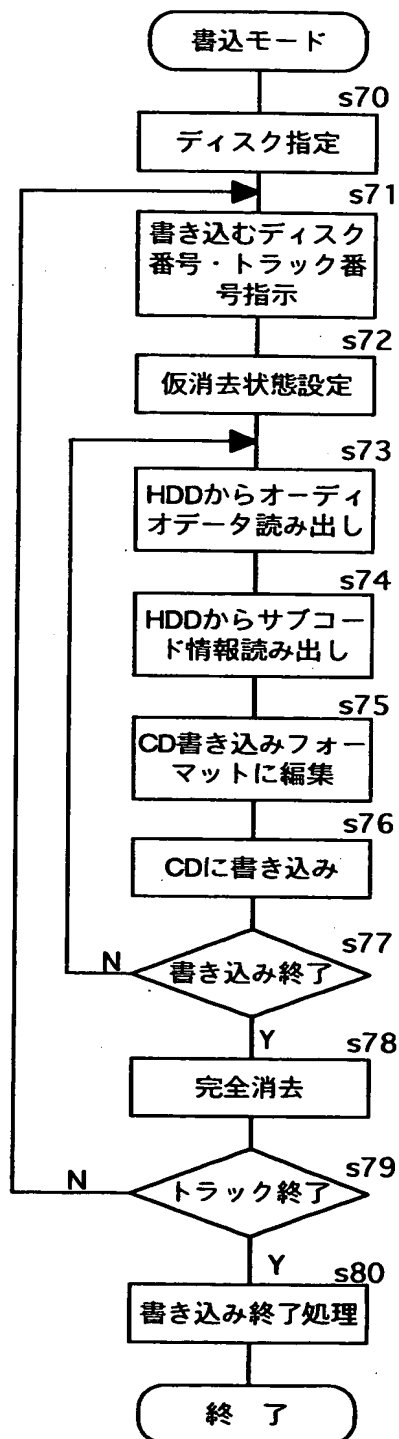 書込モード
s70
ディスク指定
s71
書き込むディスク
番号・トラック番
号指示
s72
仮消去状態設定
s73
HDDからオーディ
オデータ読み出し
s74
HDDからサブコー
ド情報読み出し
s75
CD書き込みフォー
マットに編集
s76
CDに書き込み
s77
書き込み終了
N
Y
s78
完全消去
s79
トラック終了
N
Y
s80
書き込み終了処理
終 了